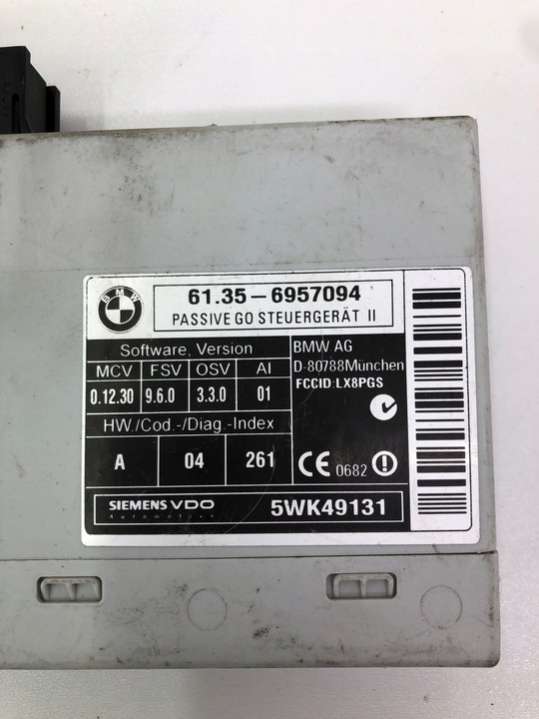 BMW
61.35-6957094
PASSIVE GO STEUERGERÄT II
Software, Version
MCV FSV OSV AI
0.12.30 9.6.0 3.3.0 01
HW./Cod.-/Diag.-Index
A 04 261
BMW AG
D-80788München
FCCID:LX8PGS
CE 0682
SIEMENS VDO
Automotive
5WK49131